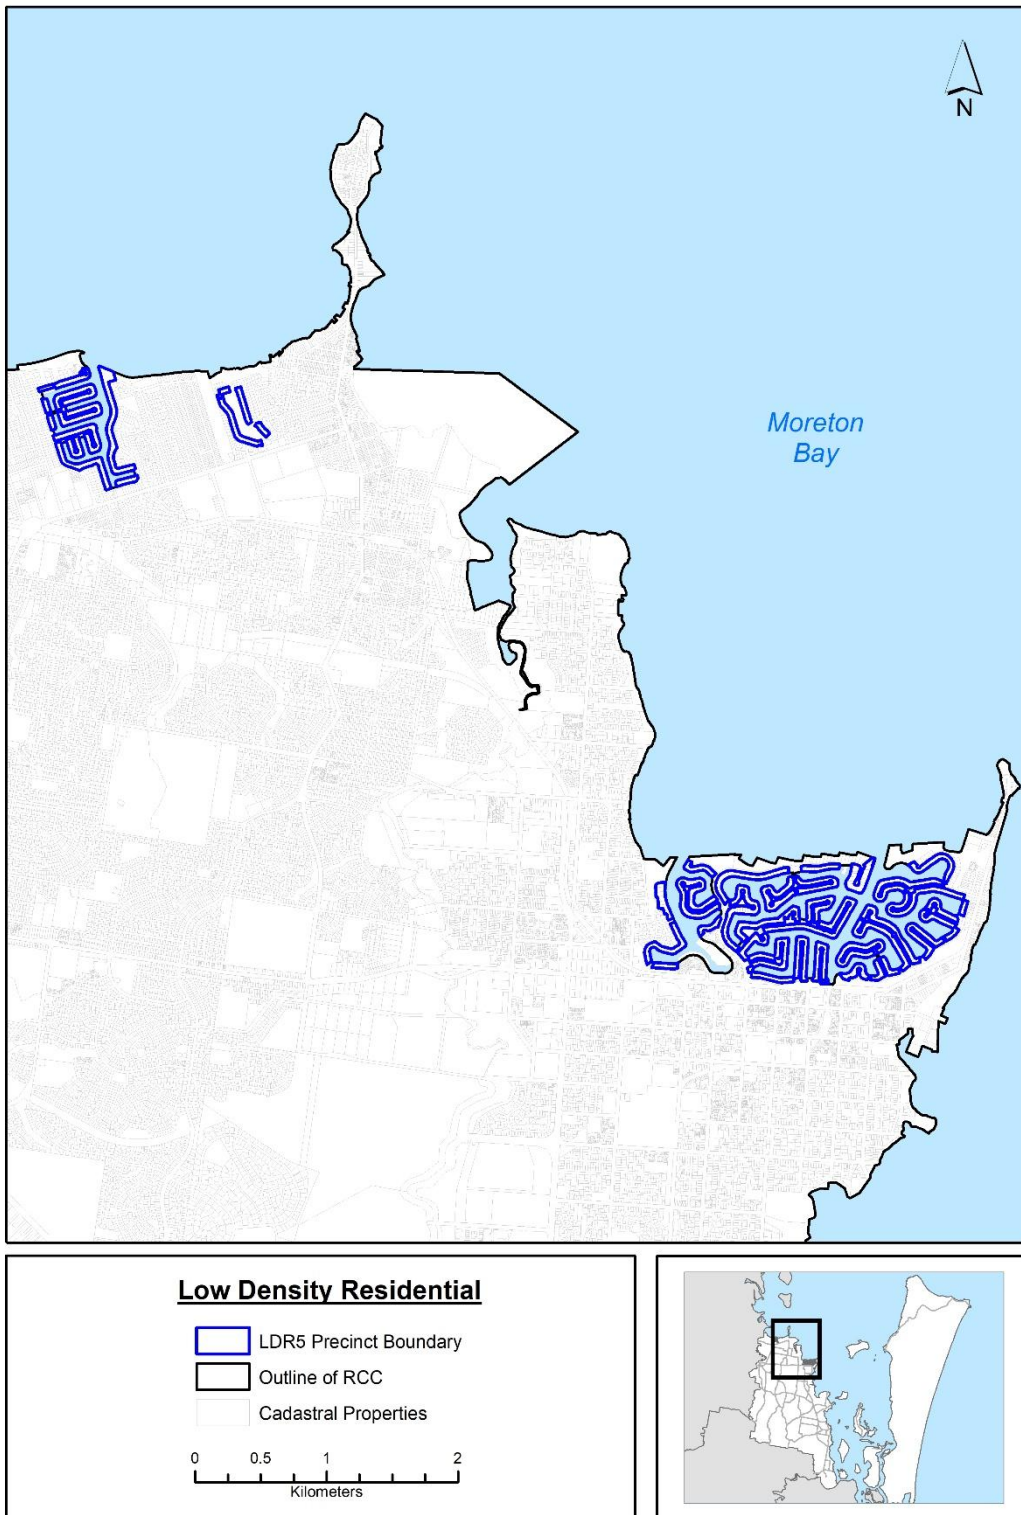 N
Moreton
Bay
Low Density Residential
LDR5 Precinct Boundary
Outline of RCC
Cadastral Properties
0 0.5 1 2
Kilometers